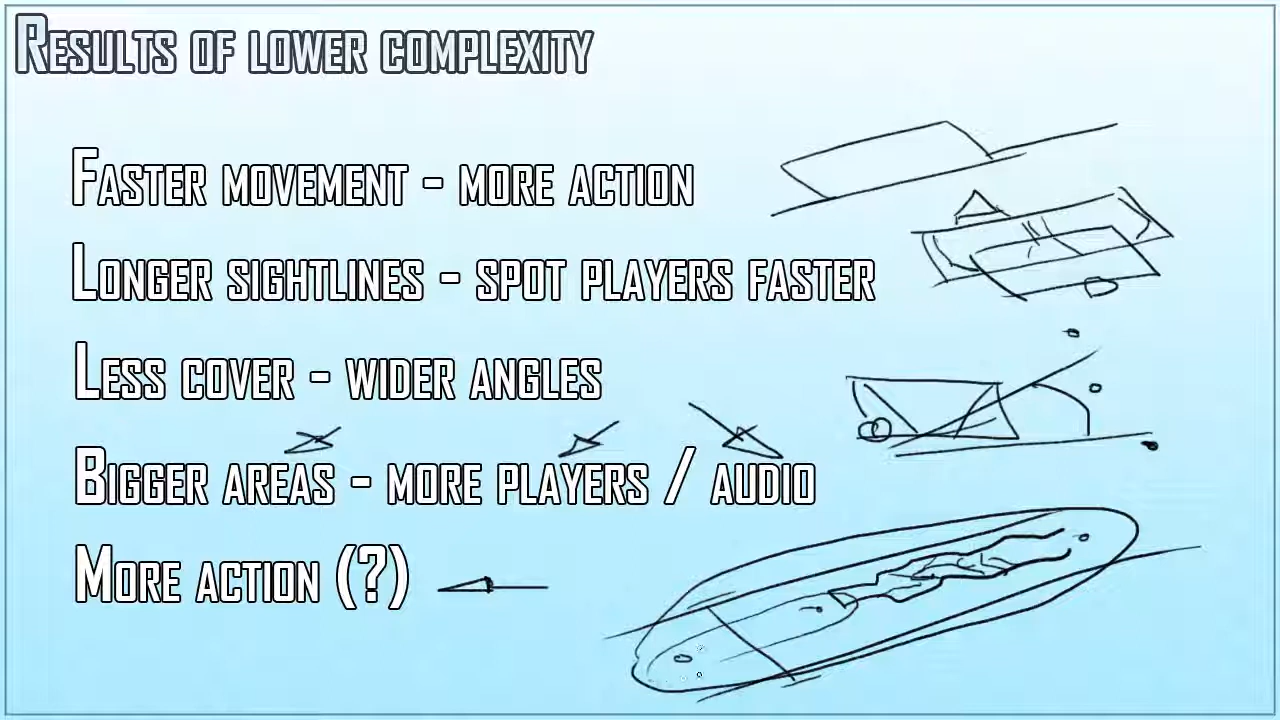 Results of lower complexity
Faster movement - more action
Longer sightlines - spot players faster
Less cover - wider angles
Bigger areas - more players / audio
More action (?)